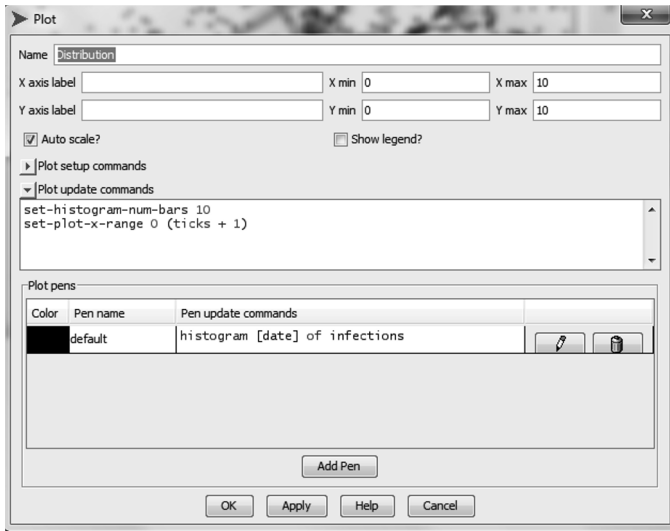 Plot
Name Distribution
X axis label X min 0 X max 10
Y axis label Y min 0 Y max 10
Auto scale? Show legend?
Plot setup commands
Plot update commands
set-histogram-num-bars 10
set-plot-x-range 0 (ticks + 1)
Plot pens
Color Pen name Pen update commands
default histogram [date] of infections
Add Pen
OK Apply Help Cancel